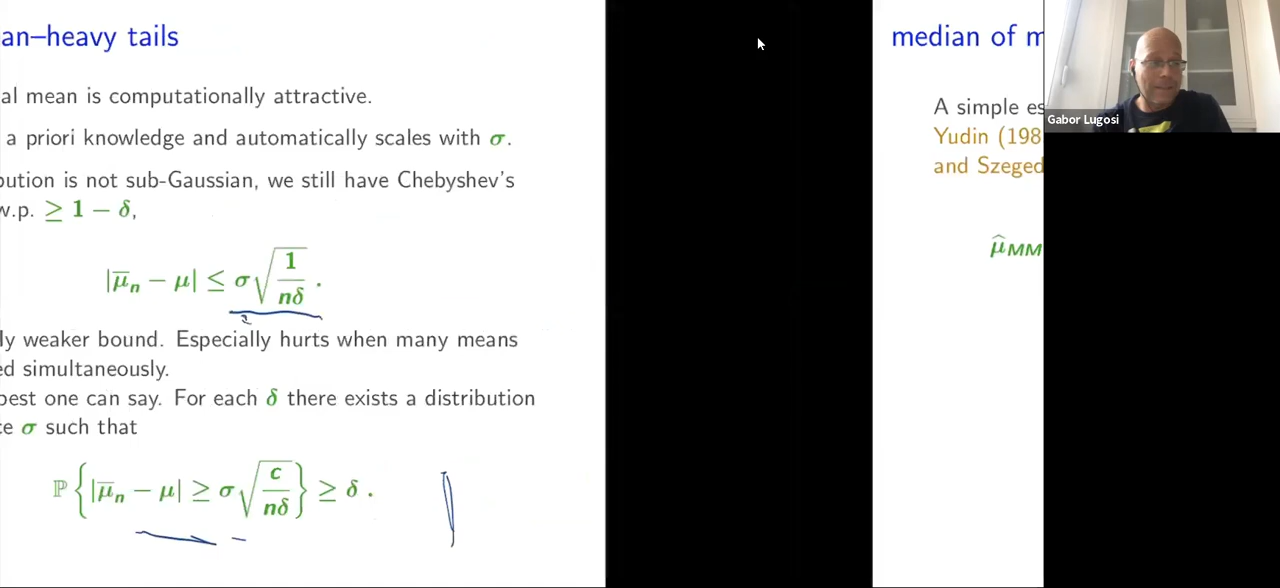 an–heavy tails
al mean is computationally attractive.
a priori knowledge and automatically scales with σ.
bution is not sub-Gaussian, we still have Chebyshev's
w.p. ≥ 1 − δ,
|μ̅ₙ − μ| ≤ σ√(1/(nδ)) .
ly weaker bound. Especially hurts when many means
ed simultaneously.
best one can say. For each δ there exists a distribution
ce σ such that
ℙ{|μ̅ₙ − μ| ≥ σ√(c/(nδ))} ≥ δ .
median of m
A simple es
Yudin (198
and Szeged
μ̂MM
Gabor Lugosi